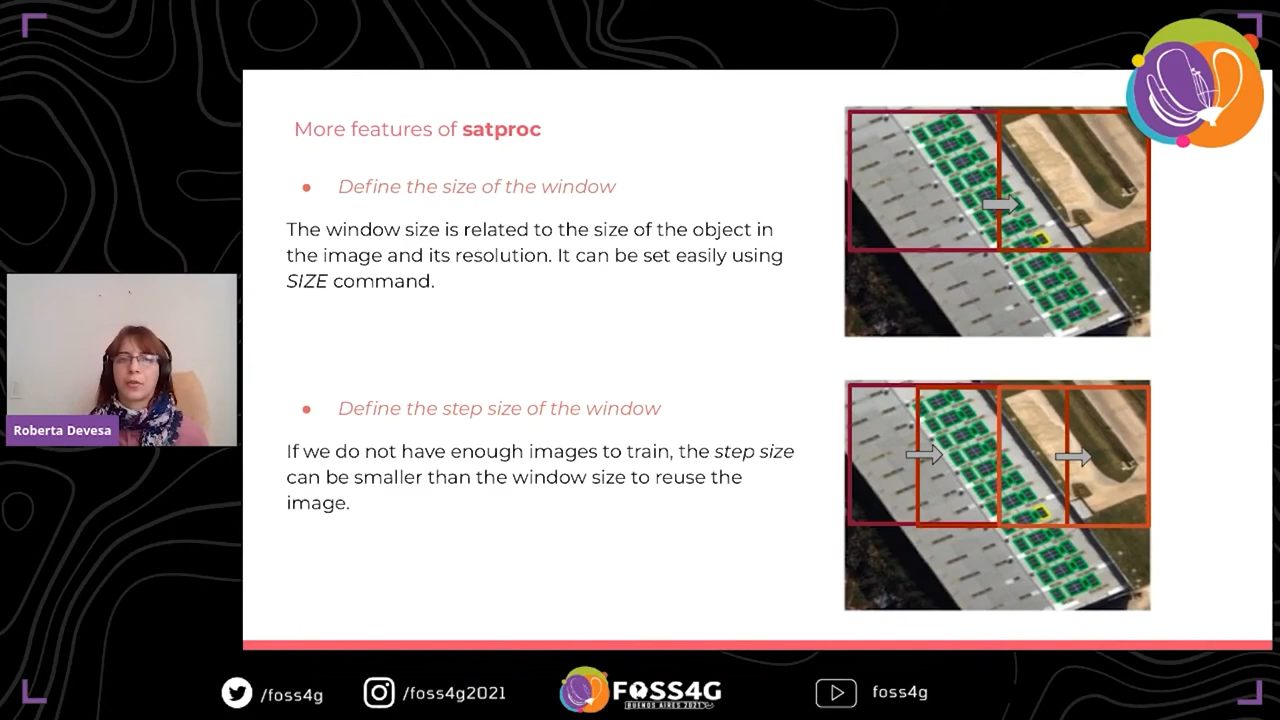 More features of satproc
● Define the size of the window
The window size is related to the size of the object in
the image and its resolution. It can be set easily using
SIZE command.
● Define the step size of the window
If we do not have enough images to train, the step size
can be smaller than the window size to reuse the
image.
Roberta Devesa
/foss4g
/foss4g2021
FOSS4G
BUENOS AIRES 2021
foss4g